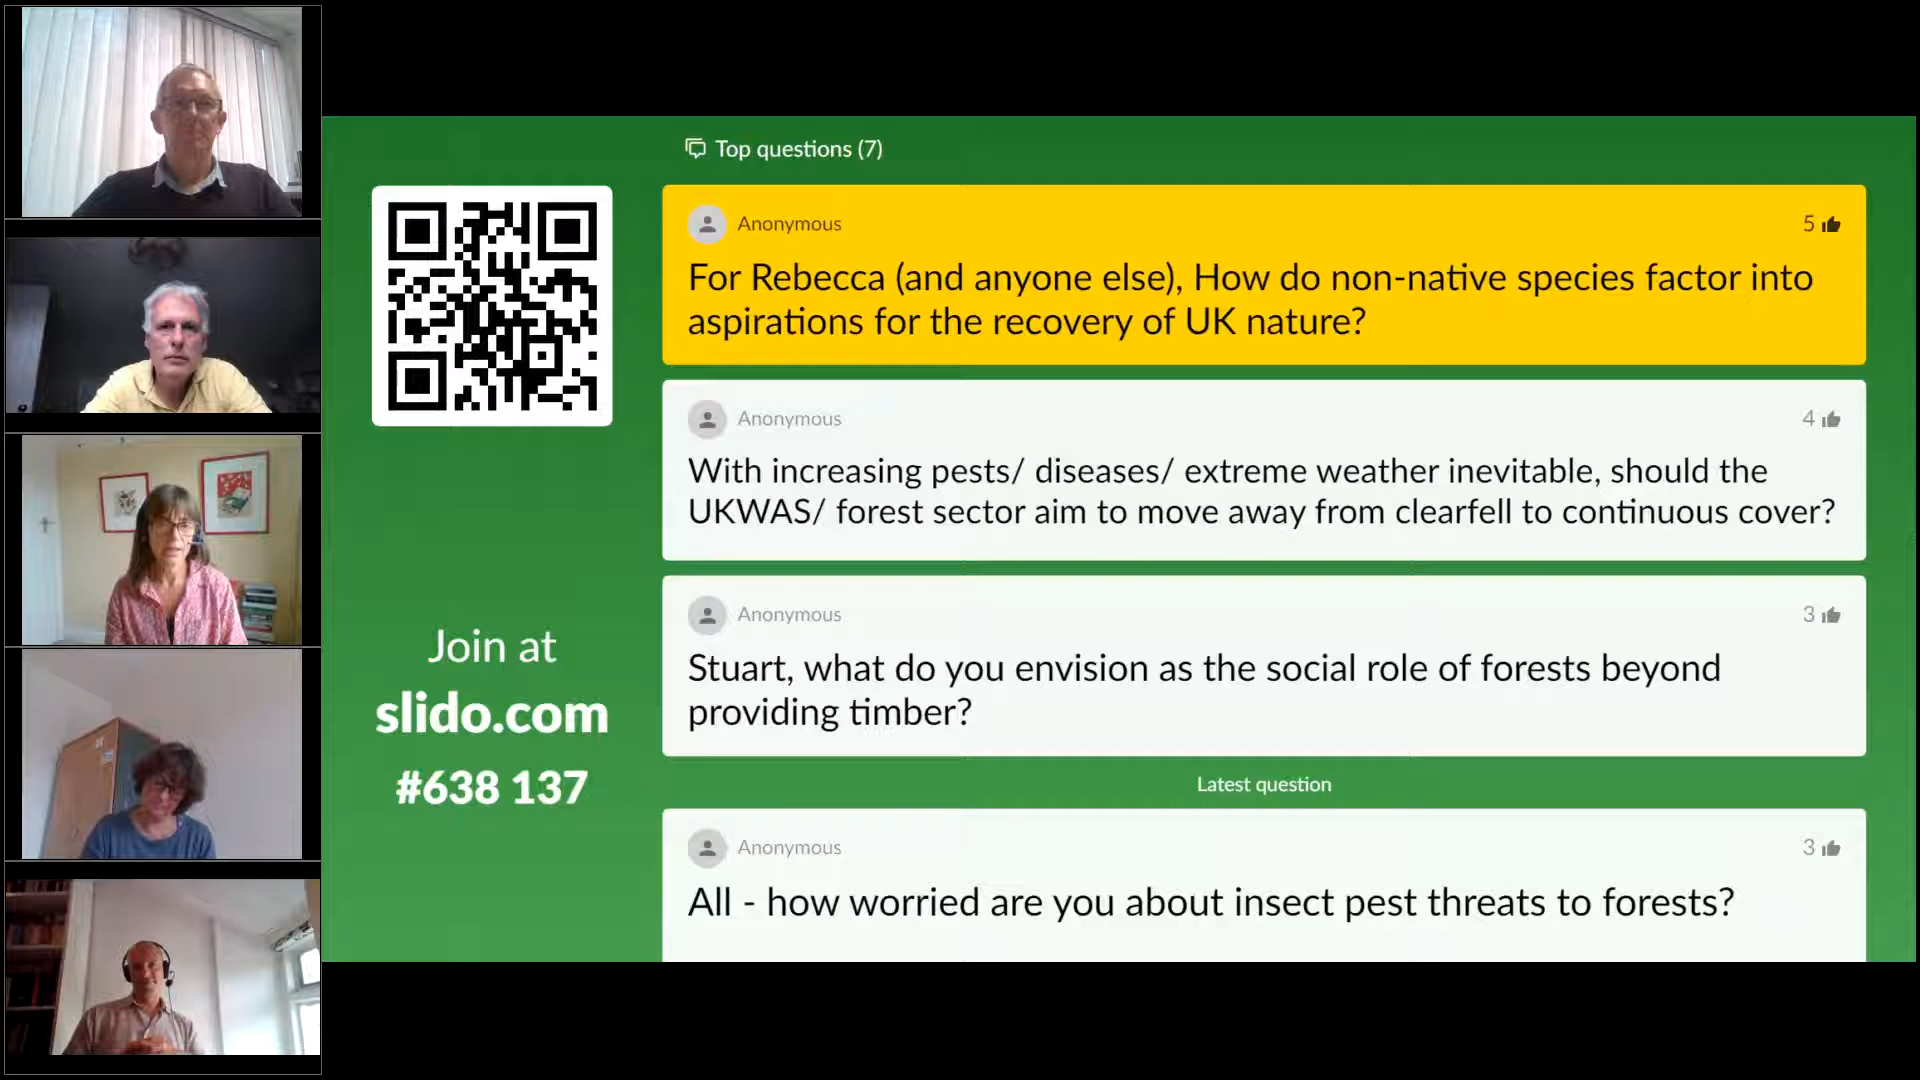 Top questions (7)
Anonymous
5
For Rebecca (and anyone else), How do non-native species factor into
aspirations for the recovery of UK nature?
Anonymous
4
With increasing pests/ diseases/ extreme weather inevitable, should the
UKWAS/ forest sector aim to move away from clearfell to continuous cover?
Anonymous
3
Stuart, what do you envision as the social role of forests beyond
providing timber?
Latest question
Anonymous
3
All - how worried are you about insect pest threats to forests?
Join at
slido.com
#638 137